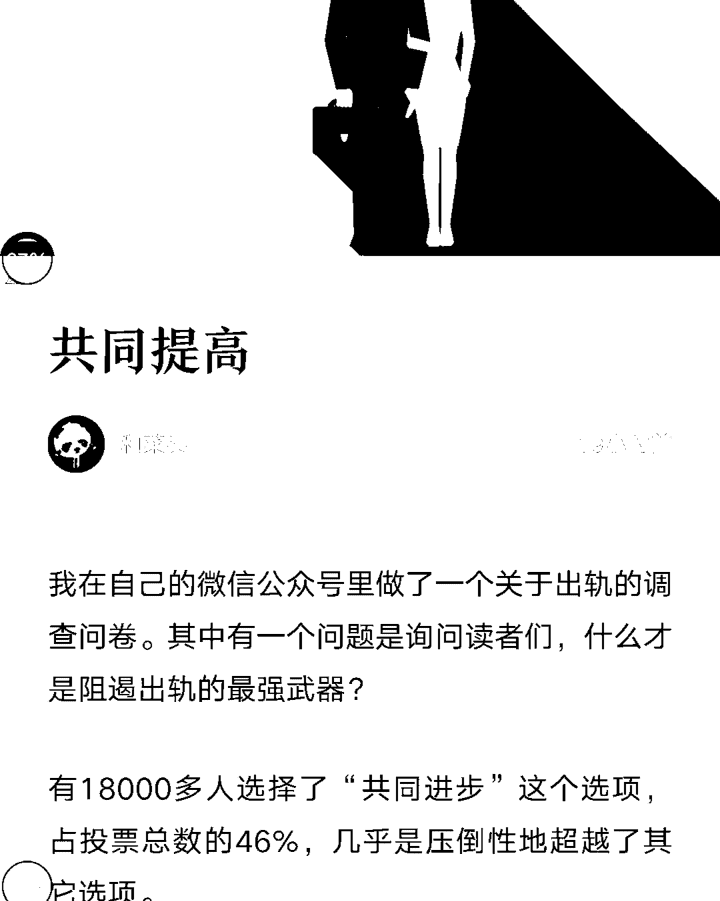 共同提高
我在自己的微信公众号里做了一个关于出轨的调
查问卷。其中有一个问题是询问读者们，什么才
是阻遏出轨的最强武器？
有18000多人选择了“共同进步”这个选项，
占投票总数的46%，几乎是压倒性地超越了其
它选项。